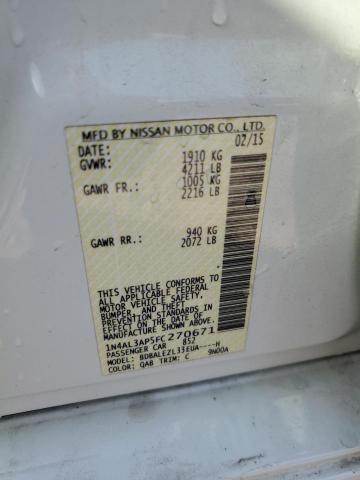 MFD BY NISSAN MOTOR CO., LTD.
DATE: 02/15
GVWR: 1910 KG
4211 LB
GAWR FR.: 1005 KG
2216 LB
GAWR RR.: 940 KG
2072 LB
THIS VEHICLE CONFORMS TO
ALL APPLICABLE FEDERAL
MOTOR VEHICLE SAFETY,
BUMPER, AND THEFT
PREVENTION STANDARDS IN
EFFECT ON THE DATE OF
MANUFACTURE SHOWN ABOVE.
1N4AL3AP5FC270671
PASSENGER CAR 852
MODEL: BDBALEZL33EUA----H
COLOR: QAB TRIM: C 9N00A